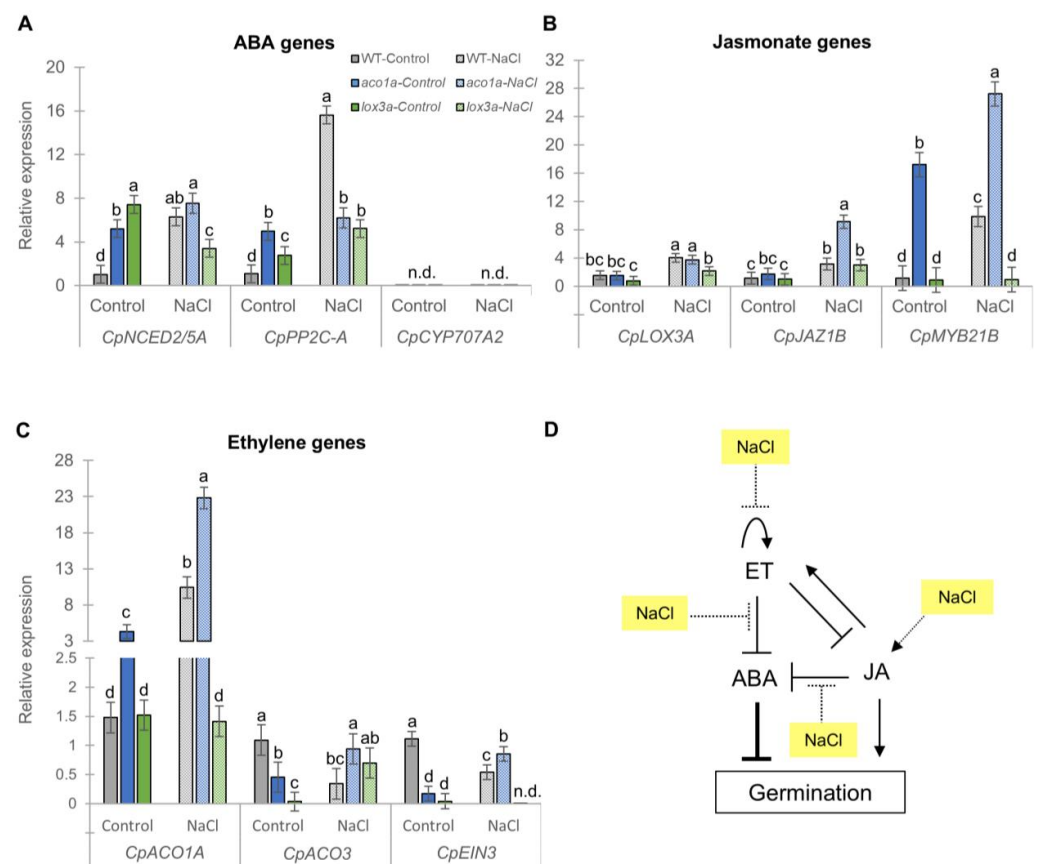 A
ABA genes
WT-Control WT-NaCl
aco1a-Control aco1a-NaCl
lox3a-Control lox3a-NaCl
Relative expression
20
16
12
8
4
0
d b a ab a c d b c a b b n.d. n.d.
Control NaCl Control NaCl Control NaCl
CpNCED2/5A CpPP2C-A CpCYP707A2
B
Jasmonate genes
32
28
24
20
16
12
8
4
0
bc bc c a a b c bc c b a b d b d c a d
Control NaCl Control NaCl Control NaCl
CpLOX3A CpJAZ1B CpMYB21B
C
Ethylene genes
Relative expression
28
23
18
13
8
3
2.5
2
1.5
1
0.5
0
d c d b a d a b c bc a ab a d d c b n.d.
Control NaCl Control NaCl Control NaCl
CpACO1A CpACO3 CpEIN3
D
NaCl
ET
NaCl
NaCl
ABA
JA
NaCl
Germination